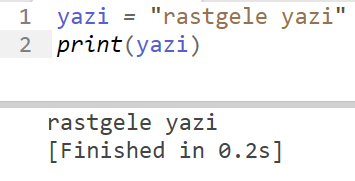 1 yazi = "rastgele yazi"
2 print(yazi)
rastgele yazi
[Finished in 0.2s]